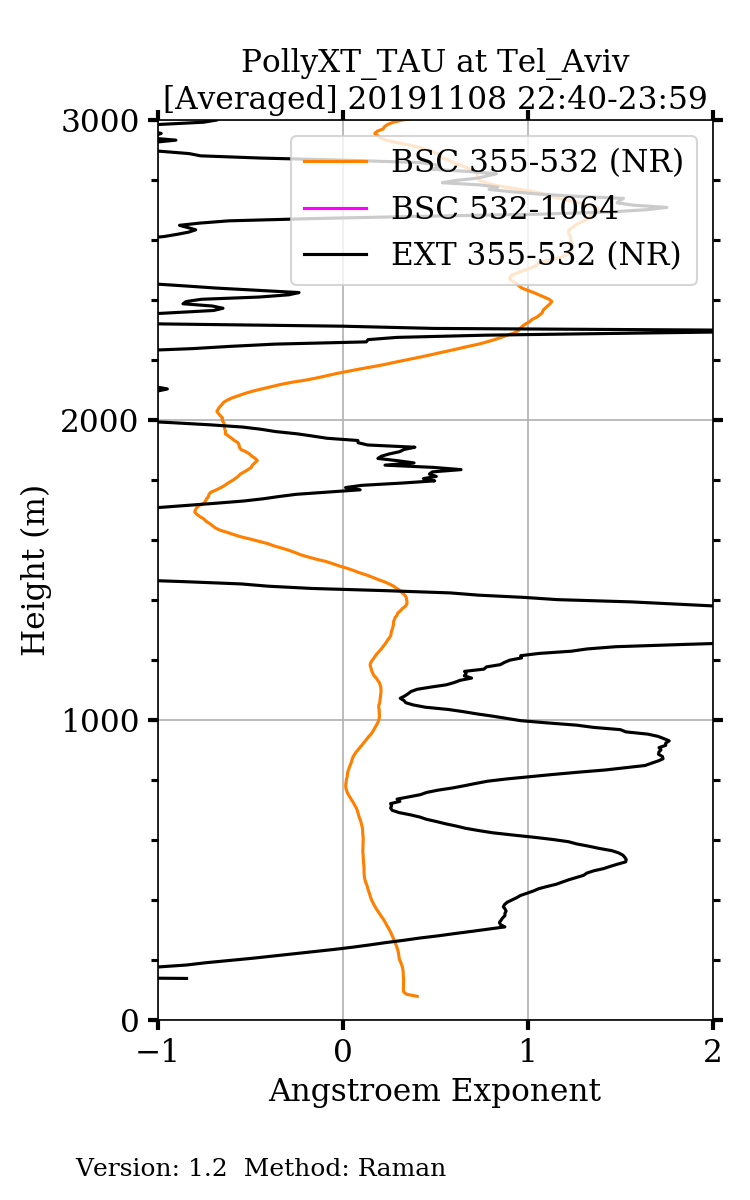 PollyXT_TAU at Tel_Aviv
[Averaged] 20191108 22:40-23:59
3000
BSC 355-532 (NR)
BSC 532-1064
EXT 355-532 (NR)
2000
Height (m)
1000
0
−1 0 1 2
Angstroem Exponent
Version: 1.2 Method: Raman